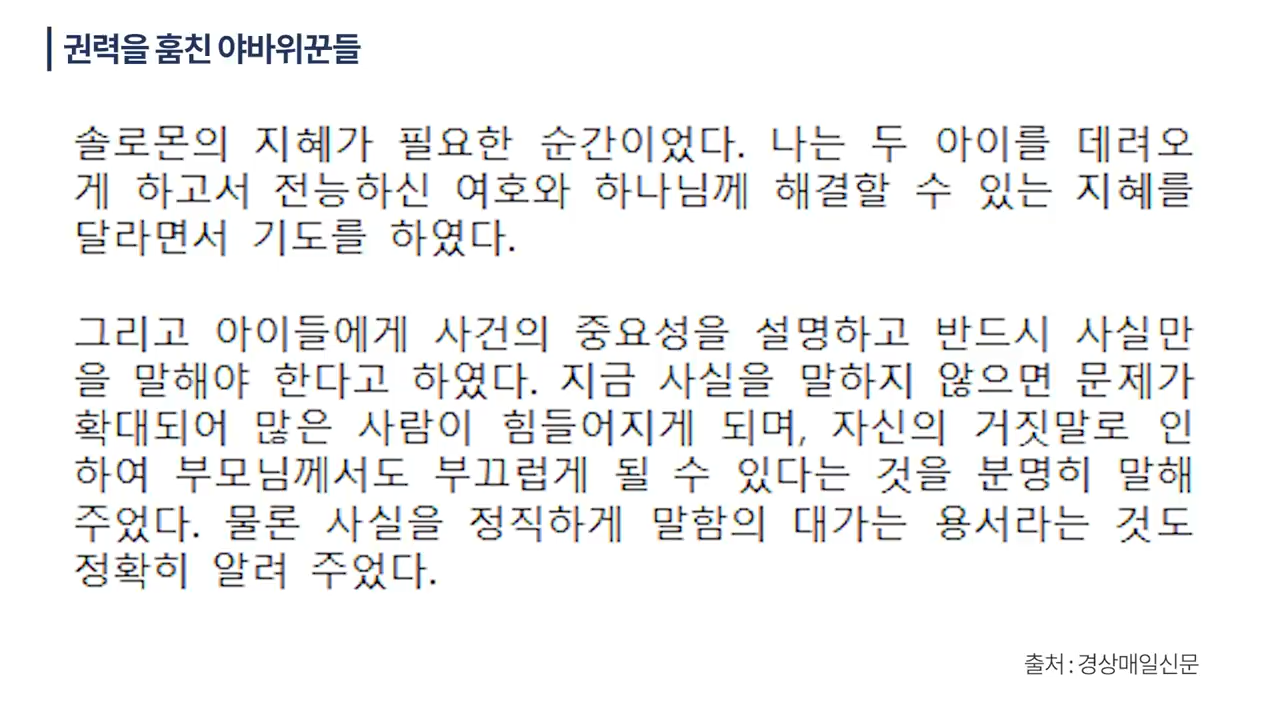 권력을 훔친 야바위꾼들
솔로몬의 지혜가 필요한 순간이었다. 나는 두 아이를 데려오
게 하고서 전능하신 여호와 하나님께 해결할 수 있는 지혜를
달라면서 기도를 하였다.
그리고 아이들에게 사건의 중요성을 설명하고 반드시 사실만
을 말해야 한다고 하였다. 지금 사실을 말하지 않으면 문제가
확대되어 많은 사람이 힘들어지게 되며, 자신의 거짓말로 인
하여 부모님께서도 부끄럽게 될 수 있다는 것을 분명히 말해
주었다. 물론 사실을 정직하게 말함의 대가는 용서라는 것도
정확히 알려 주었다.
출처 : 경상매일신문